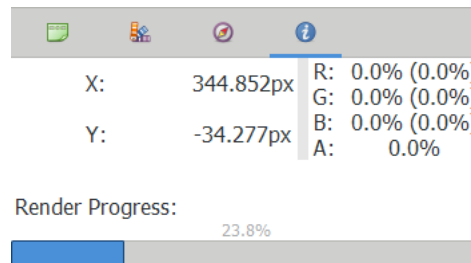 X: 344.852px
Y: -34.277px
R: 0.0% (0.0%)
G: 0.0% (0.0%)
B: 0.0% (0.0%)
A: 0.0%
Render Progress:
23.8%